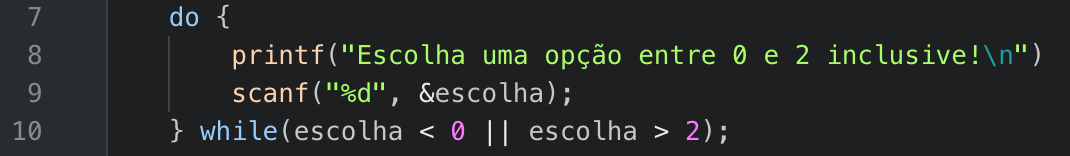 7 do {
8 printf("Escolha uma opção entre 0 e 2 inclusive!\n")
9 scanf("%d", &escolha);
10 } while(escolha < 0 || escolha > 2);